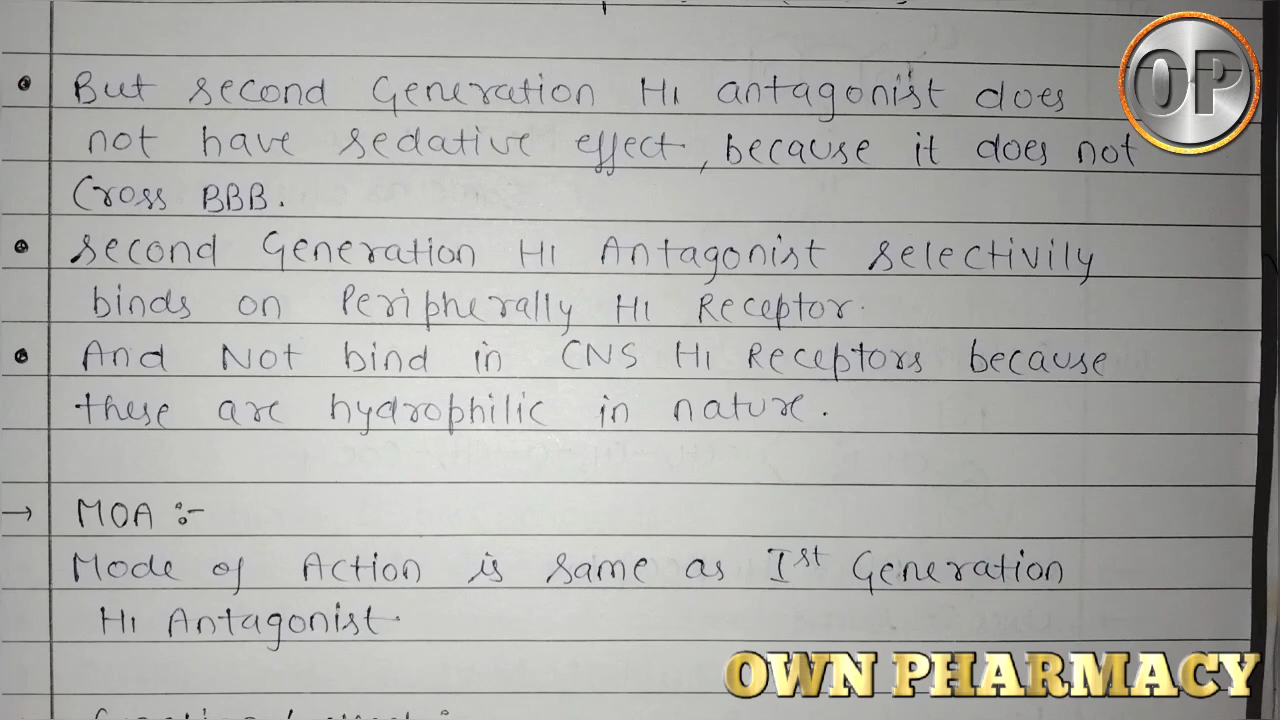 But second Generation H1 antagonist does
not have sedative effect, because it does not
Cross BBB.
Second Generation H1 Antagonist selectivily
binds on Peripherally H1 Receptor.
And Not bind in CNS H1 Receptors because
these are hydrophilic in nature.
→ MOA :-
Mode of Action is same as Ist Generation
H1 Antagonist.
OP
OWN PHARMACY